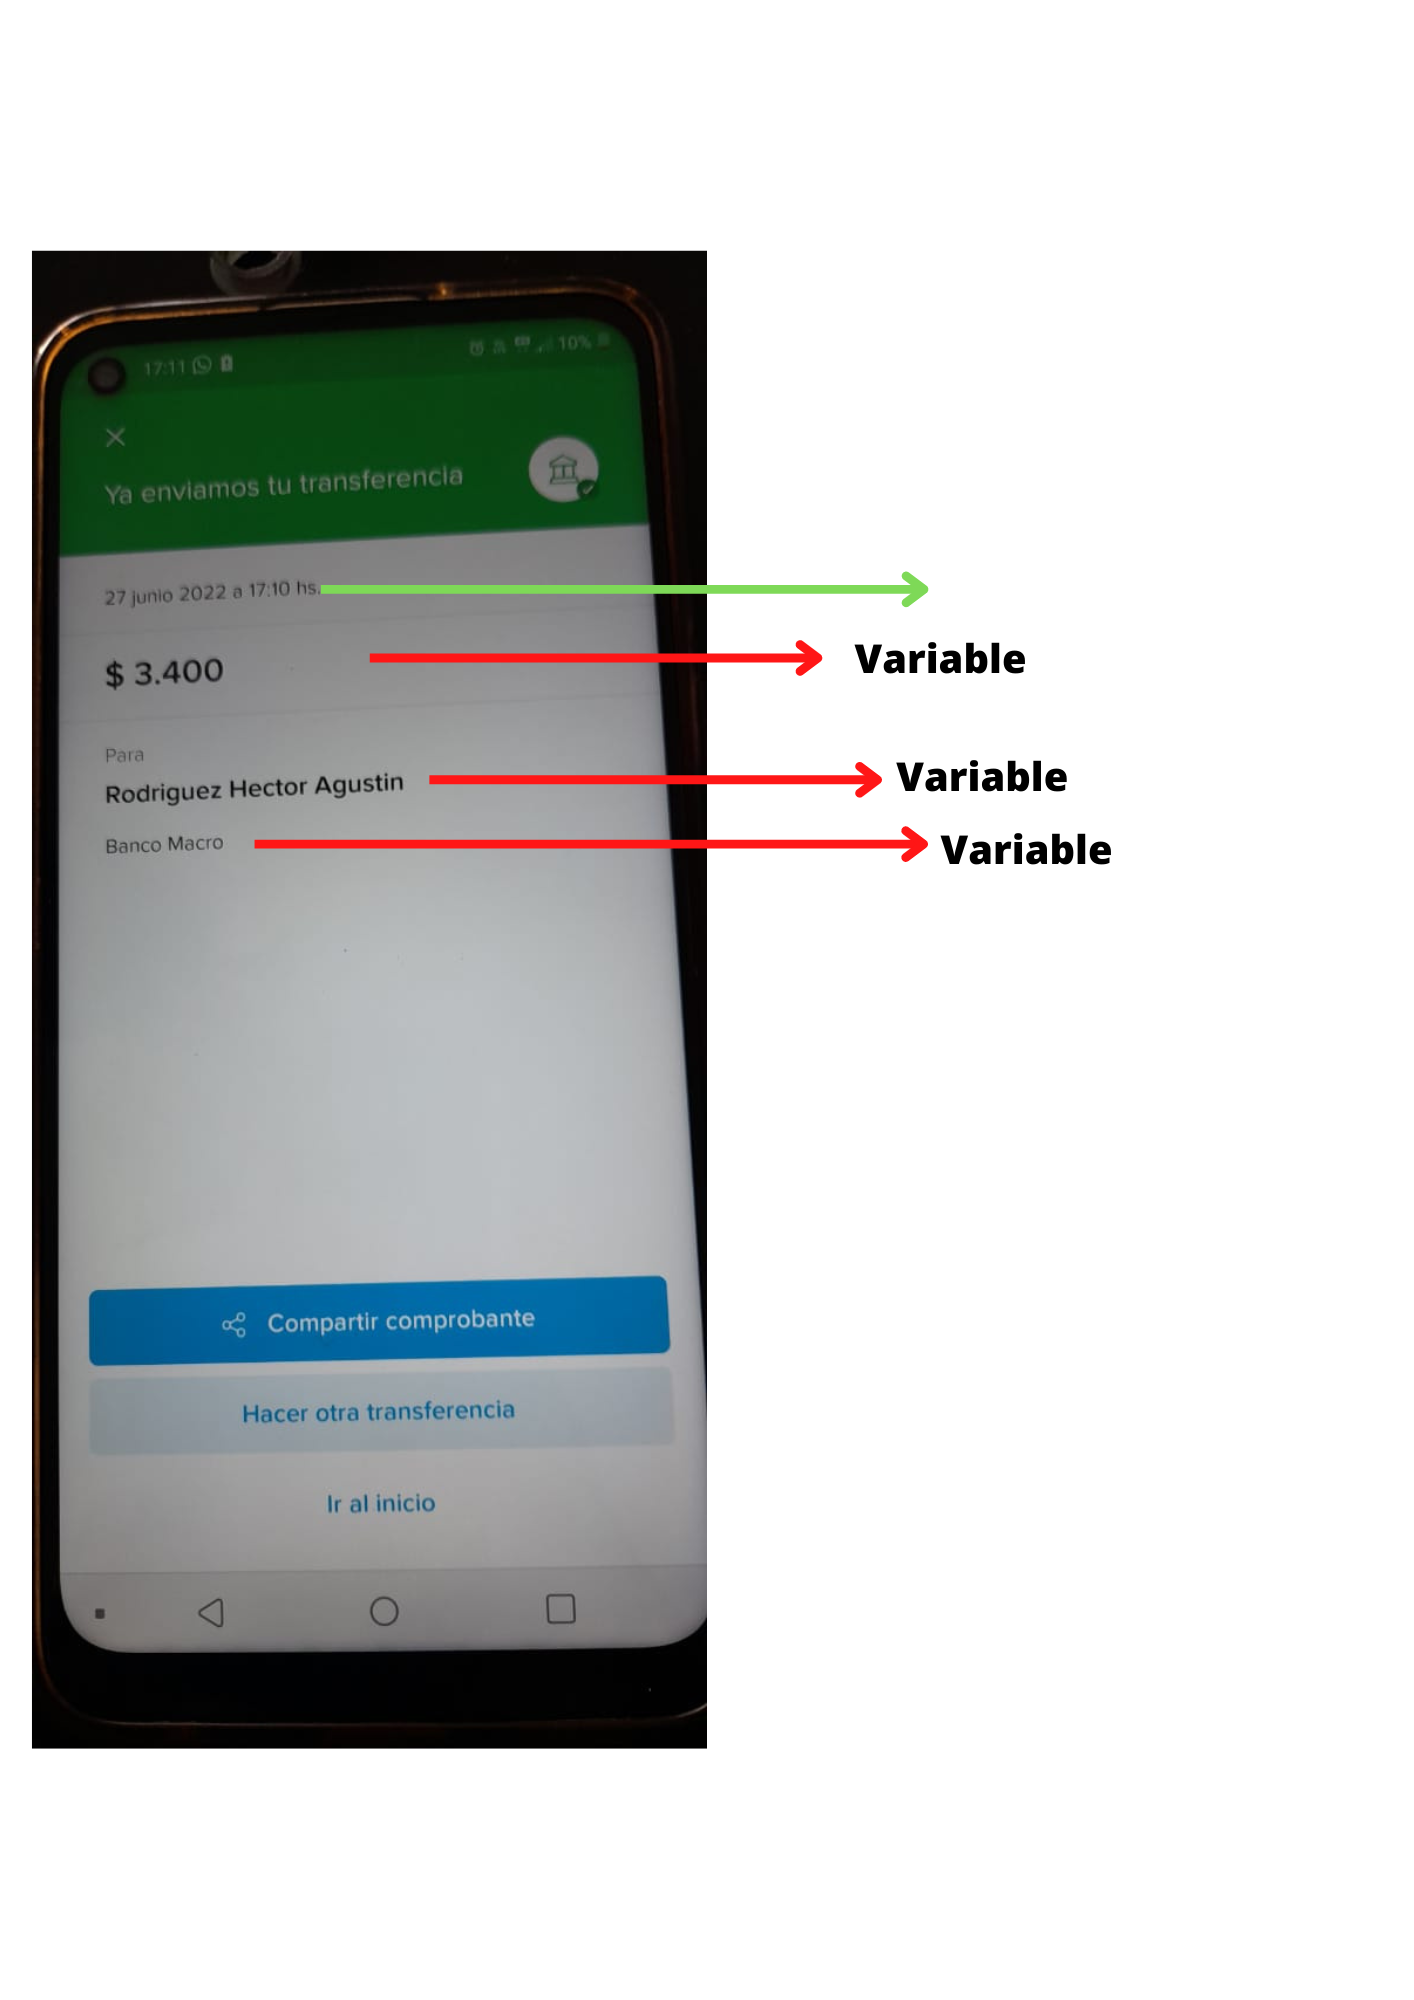 17:11
10%
Ya enviamos tu transferencia
27 junio 2022 a 17:10 hs.
$ 3.400
Variable
Para
Rodriguez Hector Agustin
Variable
Banco Macro
Variable
Compartir comprobante
Hacer otra transferencia
Ir al inicio